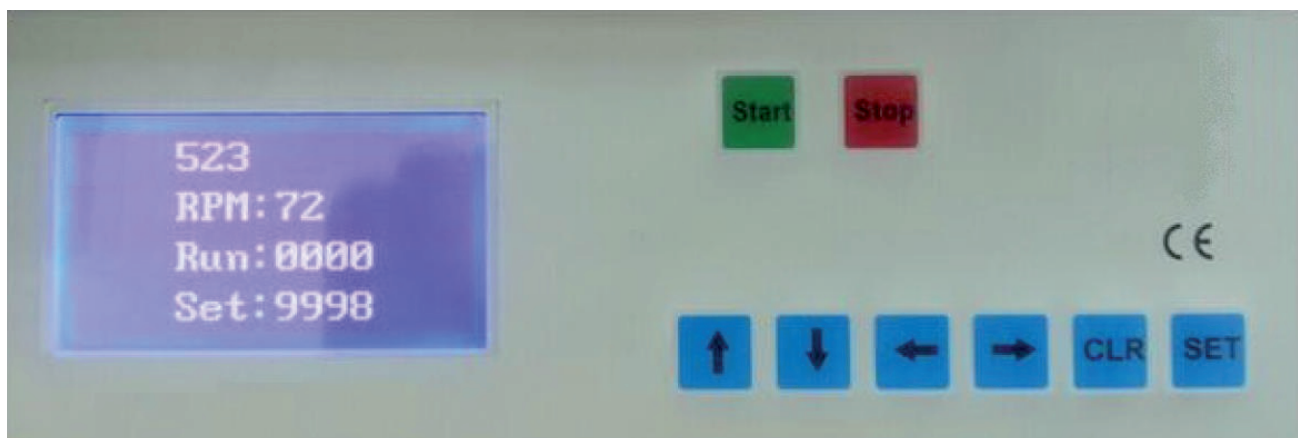 523
RPM:72
Run:0000
Set:9998
Start Stop
CE
CLR SET